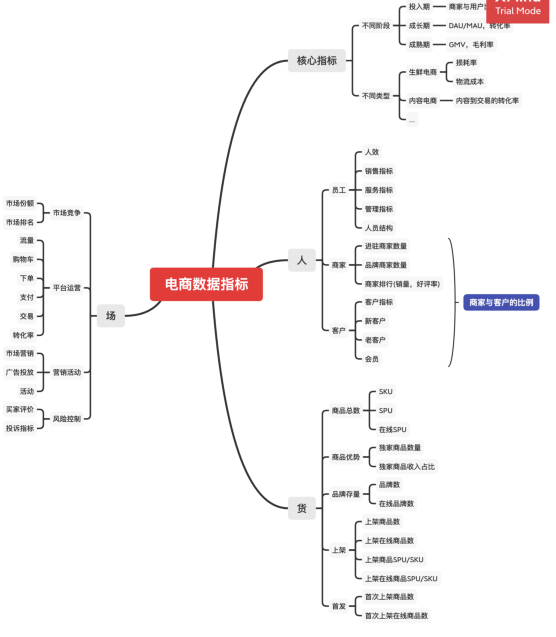 Trial Mode
电商数据指标
核心指标
不同阶段
投入期
商家与用户
成长期
DAU/MAU，转化率
成熟期
GMV，毛利率
不同类型
生鲜电商
损耗率
物流成本
内容电商
内容到交易的转化率
...
人
员工
人效
销售指标
服务指标
管理指标
人员结构
商家
进驻商家数量
品牌商家数量
商家排行(销量，好评率)
客户
客户指标
新客户
老客户
会员
商家与客户的比例
货
商品总数
SKU
SPU
在线SPU
商品优势
独家商品数量
独家商品收入占比
品牌存量
品牌数
在线品牌数
上架
上架商品数
上架在线商品数
上架商品SPU/SKU
上架在线商品SPU/SKU
首发
首次上架商品数
首次上架在线商品数
场
市场竞争
市场份额
市场排名
平台运营
流量
购物车
下单
支付
交易
转化率
营销活动
市场营销
广告投放
活动
风险控制
买家评价
投诉指标